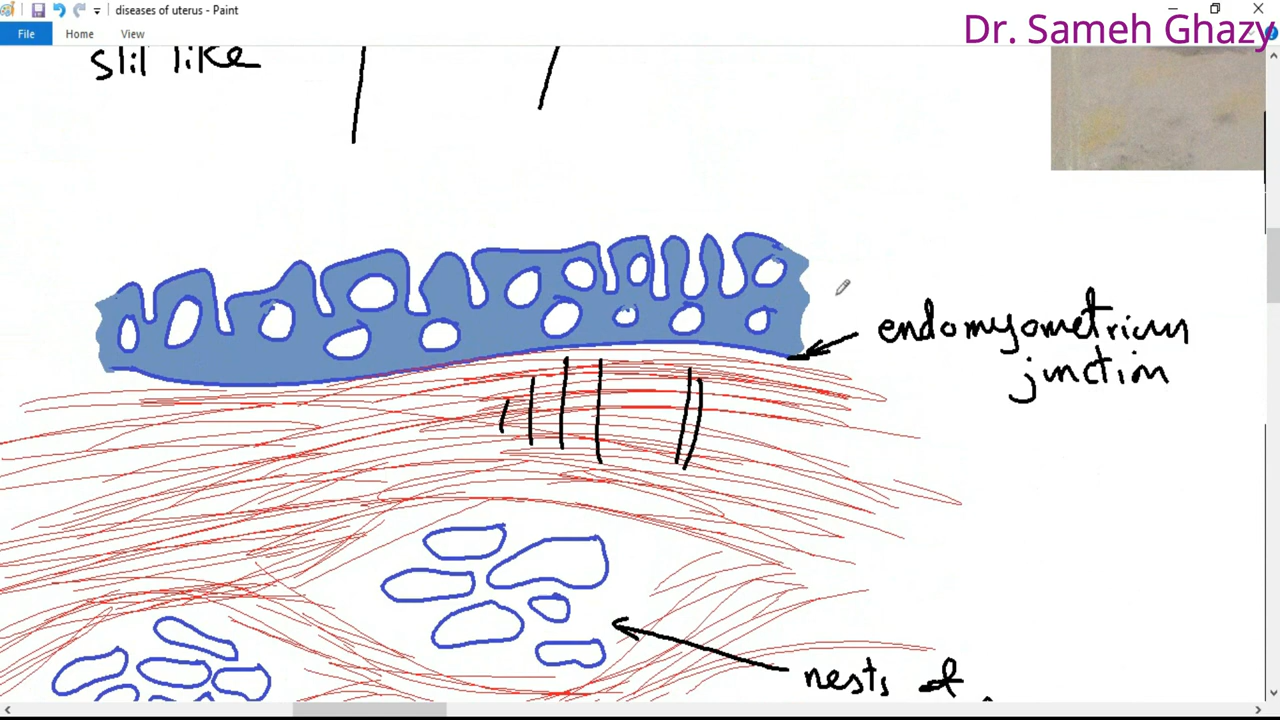 diseases of uterus - Paint
Dr. Sameh Ghazy
File Home View
slit like
endomyometrium
junction
nests of